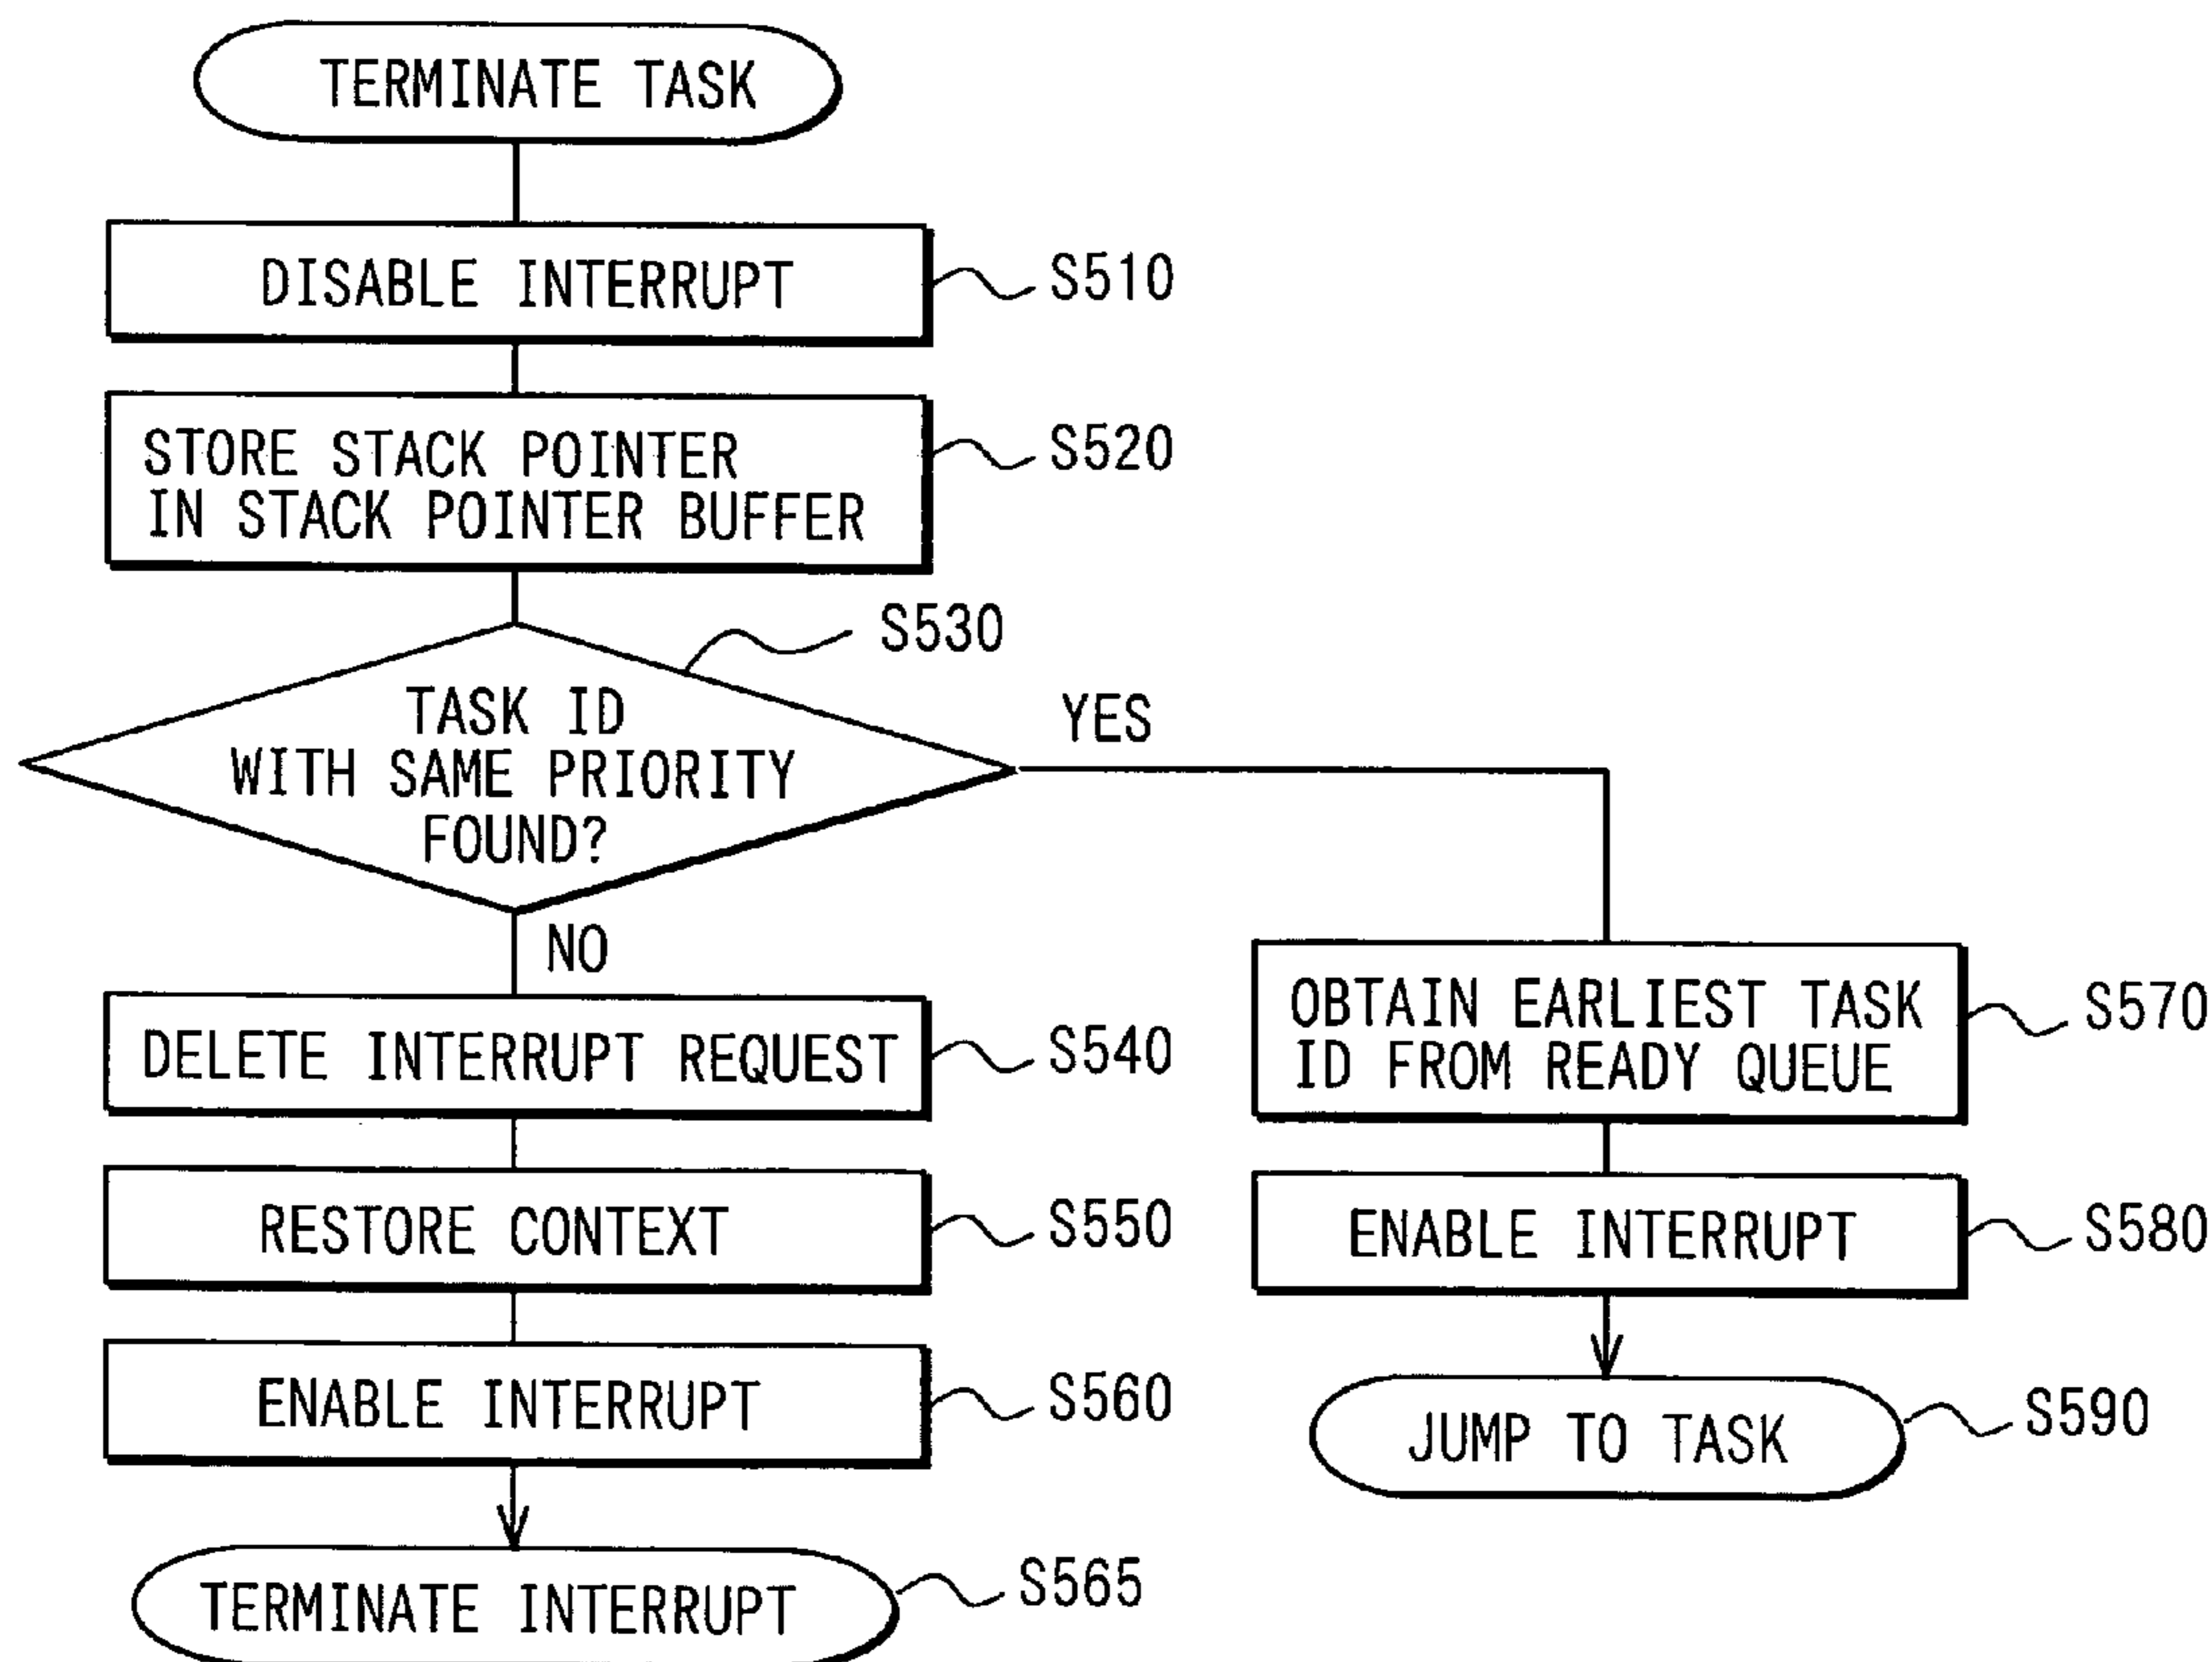 TERMINATE TASK
DISABLE INTERRUPT
S510
STORE STACK POINTER
IN STACK POINTER BUFFER
S520
S530
TASK ID
WITH SAME PRIORITY
FOUND?
YES
NO
DELETE INTERRUPT REQUEST
S540
RESTORE CONTEXT
S550
ENABLE INTERRUPT
S560
TERMINATE INTERRUPT
S565
OBTAIN EARLIEST TASK
ID FROM READY QUEUE
S570
ENABLE INTERRUPT
S580
JUMP TO TASK
S590